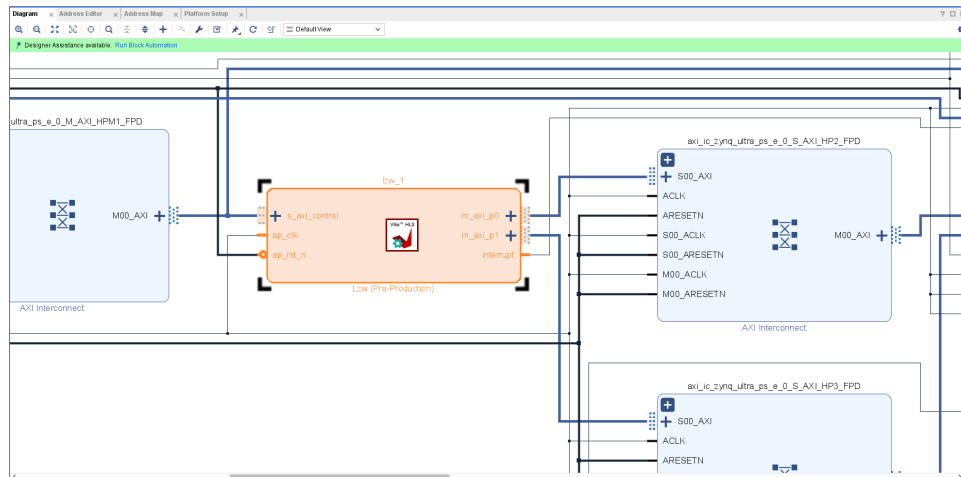 Diagram × Address Editor × Address Map × Platform Setup ×
Default View
Designer Assistance available. Run Block Automation
ultra_ps_e_0_M_AXI_HPM1_FPD
M00_AXI
AXI Interconnect
lzw_1
s_axi_control
ap_clk
ap_rst_n
Vitis™ HLS
m_axi_p0
m_axi_p1
interrupt
Lzw (Pre-Production)
axi_ic_zynq_ultra_ps_e_0_S_AXI_HP2_FPD
S00_AXI
ACLK
ARESETN
S00_ACLK
S00_ARESETN
M00_ACLK
M00_ARESETN
M00_AXI
AXI Interconnect
axi_ic_zynq_ultra_ps_e_0_S_AXI_HP3_FPD
S00_AXI
ACLK
ARESETN